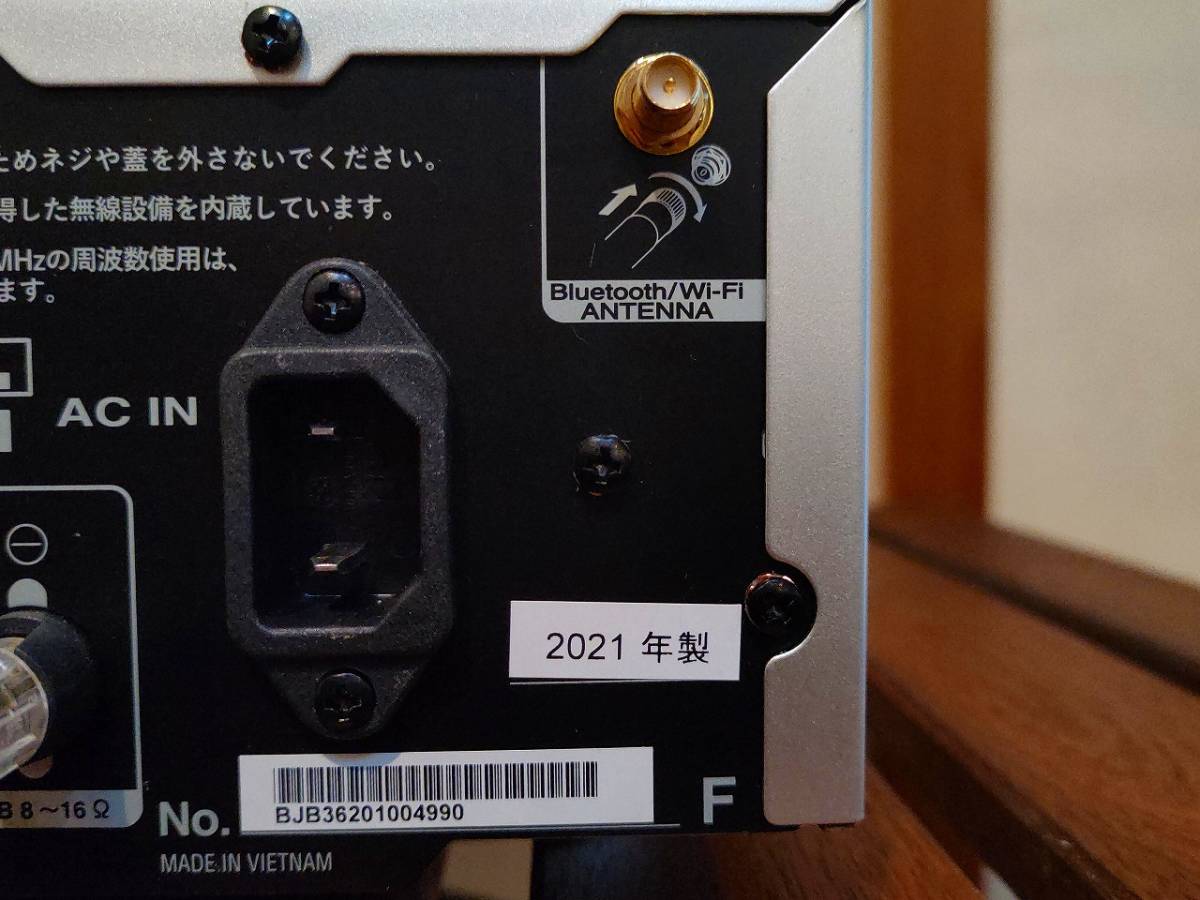 ためネジや蓋を外さないでください。
得した無線設備を内蔵しています。
MHzの周波数使用は、
ます。
Bluetooth/Wi-Fi
ANTENNA
AC IN
2021 年製
B 8～16 Ω
No.
BJB36201004990
F
MADE IN VIETNAM